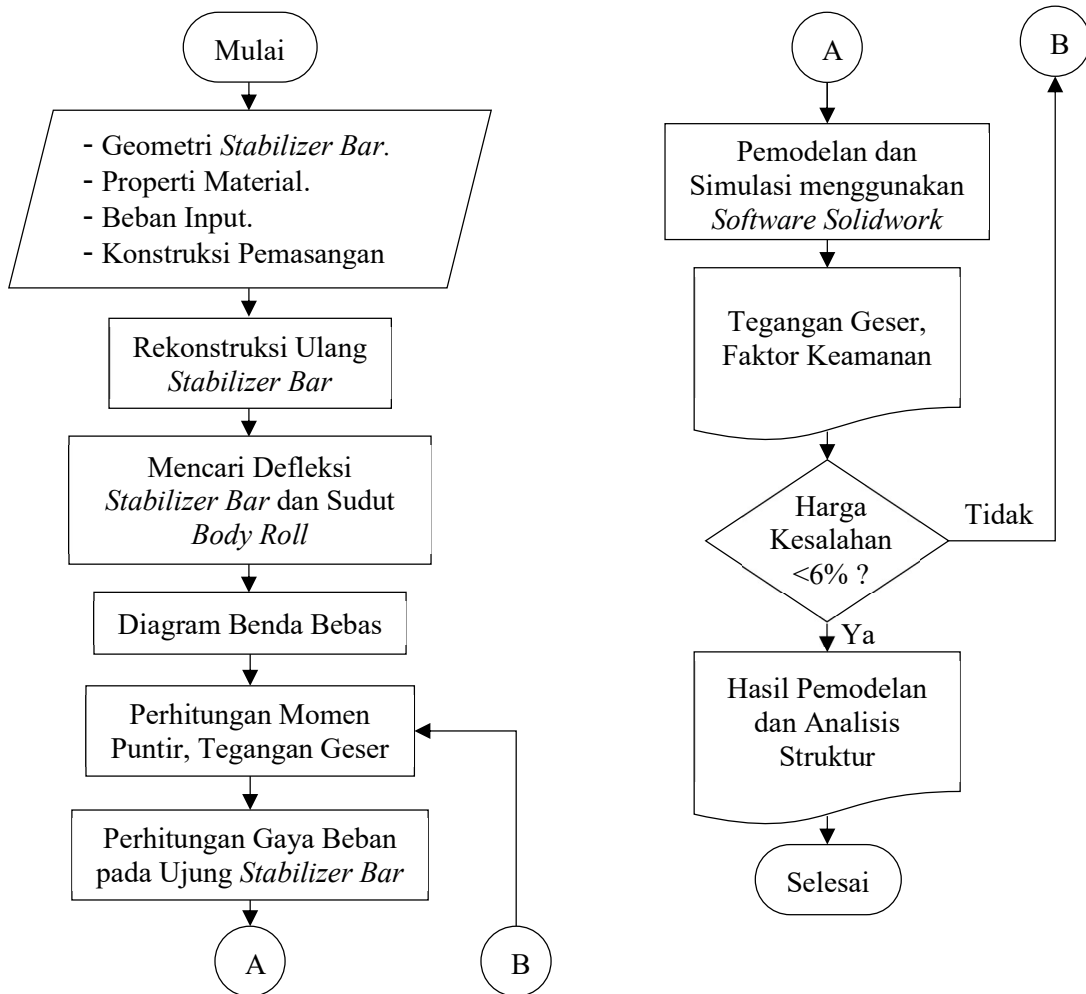 Mulai
- Geometri Stabilizer Bar.
- Properti Material.
- Beban Input.
- Konstruksi Pemasangan
Rekonstruksi Ulang
Stabilizer Bar
Mencari Defleksi
Stabilizer Bar dan Sudut
Body Roll
Diagram Benda Bebas
Perhitungan Momen
Puntir, Tegangan Geser
Perhitungan Gaya Beban
pada Ujung Stabilizer Bar
A
B
A
B
Pemodelan dan
Simulasi menggunakan
Software Solidwork
Tegangan Geser,
Faktor Keamanan
Harga
Kesalahan
<6% ?
Tidak
Ya
Hasil Pemodelan
dan Analisis
Struktur
Selesai